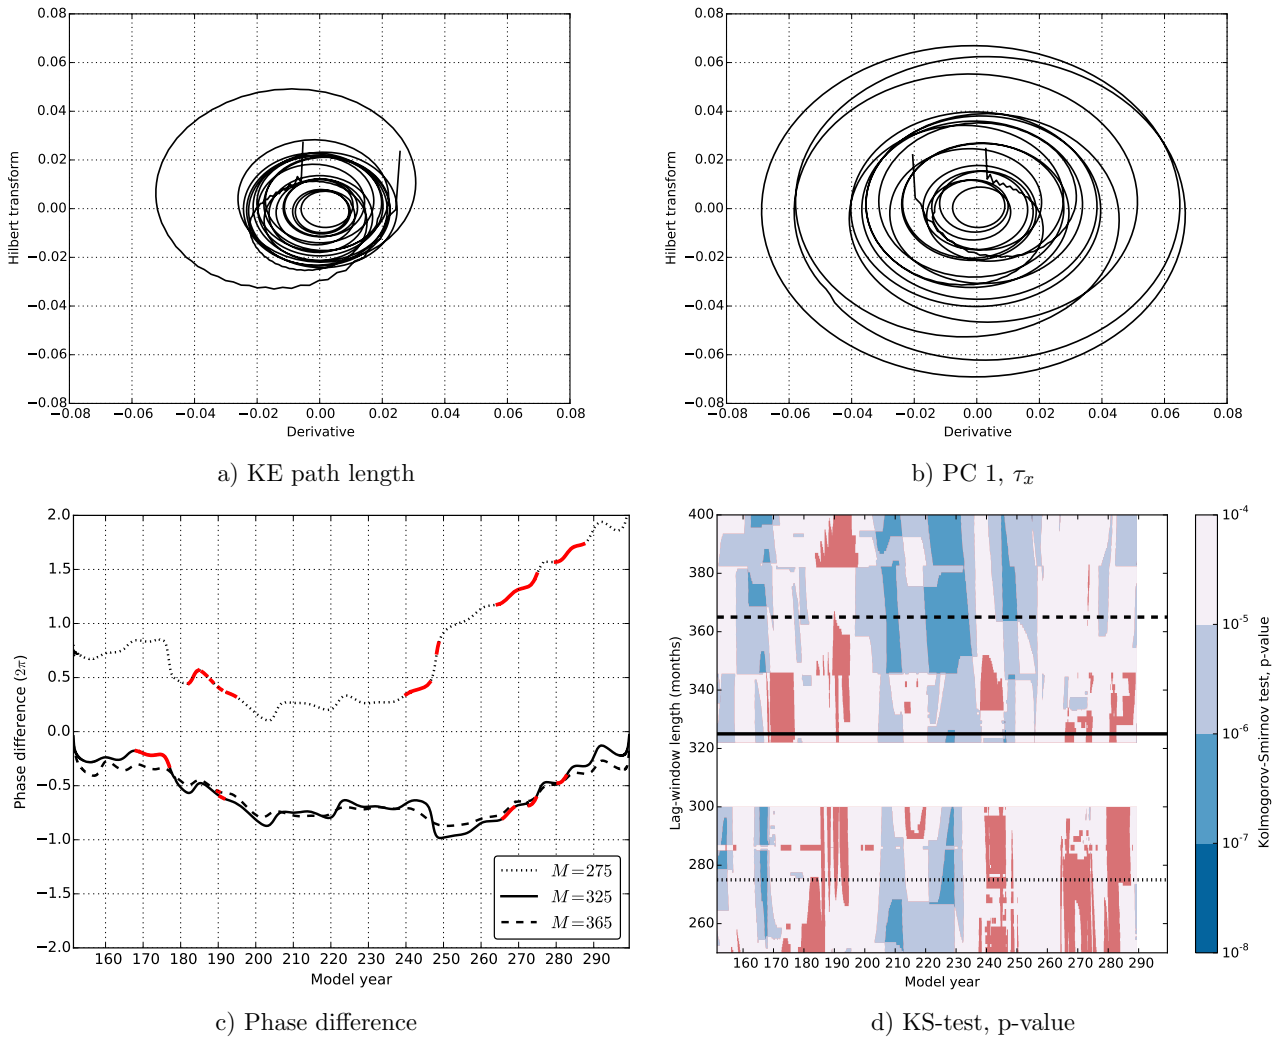 0.08
0.06
0.04
0.02
0.00
−0.02
−0.04
−0.06
−0.08
Hilbert transform
−0.08 −0.06 −0.04 −0.02 0.00 0.02 0.04 0.06 0.08
Derivative
a) KE path length
0.08
0.06
0.04
0.02
0.00
−0.02
−0.04
−0.06
−0.08
Hilbert transform
−0.08 −0.06 −0.04 −0.02 0.00 0.02 0.04 0.06 0.08
Derivative
b) PC 1, τx
2.0
1.5
1.0
0.5
0.0
−0.5
−1.0
−1.5
−2.0
Phase difference (2π)
M=275
M=325
M=365
160 170 180 190 200 210 220 230 240 250 260 270 280 290
Model year
c) Phase difference
400
380
360
340
320
300
280
260
Lag-window length (months)
160 170 180 190 200 210 220 230 240 250 260 270 280 290
Model year
10-4
10-5
10-6
10-7
10-8
Kolmogorov-Smirnov test, p-value
d) KS-test, p-value